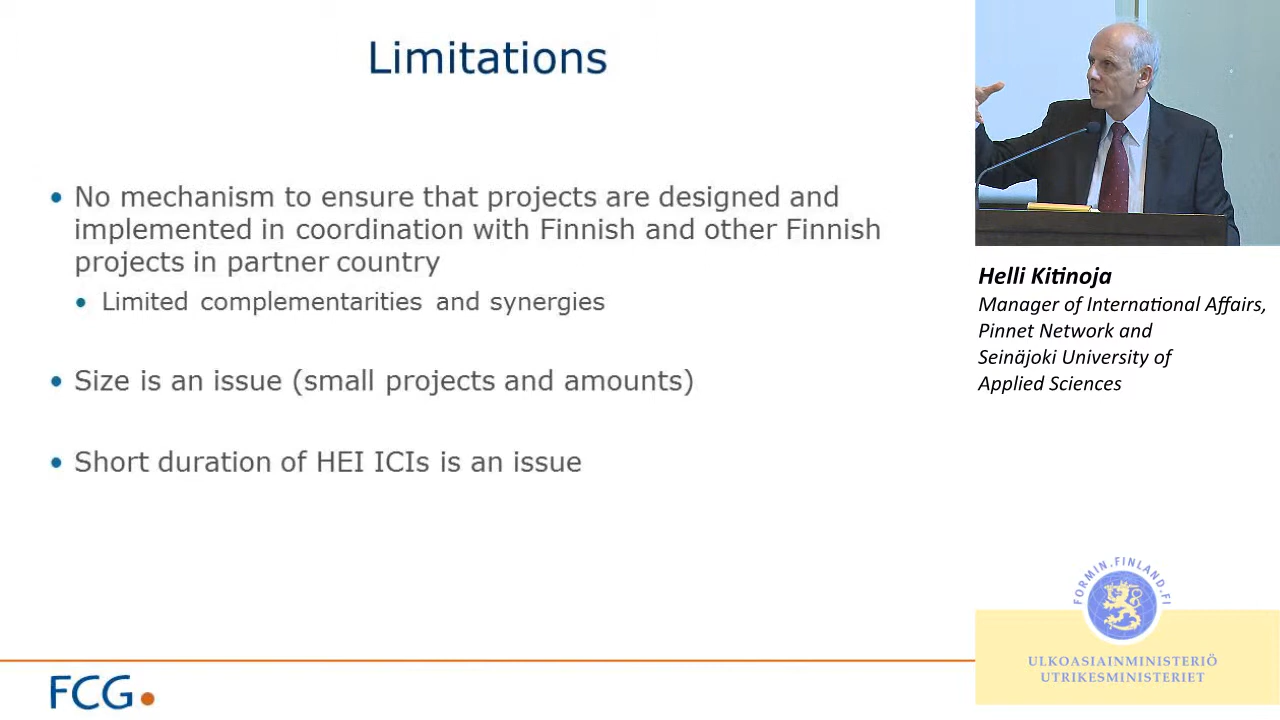 Limitations
No mechanism to ensure that projects are designed and
implemented in coordination with Finnish and other Finnish
projects in partner country
Limited complementarities and synergies
Size is an issue (small projects and amounts)
Short duration of HEI ICIs is an issue
FCG
Helli Kitinoja
Manager of International Affairs,
Pinnet Network and
Seinäjoki University of
Applied Sciences
FORMIN.FINLAND.FI
ULKOASIAINMINISTERIÖ
UTRIKESMINISTERIET